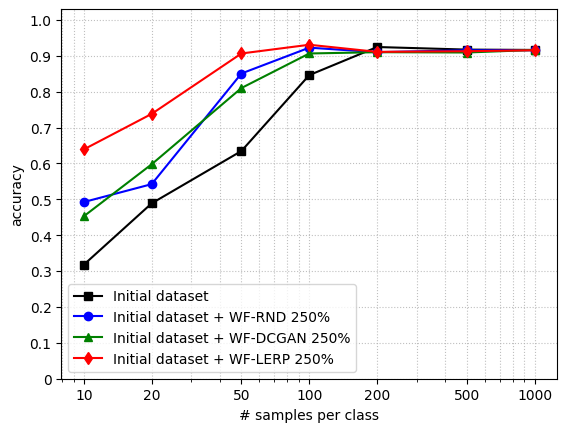 1.0
0.9
0.8
0.7
0.6
0.5
0.4
0.3
0.2
0.1
0
accuracy
Initial dataset
Initial dataset + WF-RND 250%
Initial dataset + WF-DCGAN 250%
Initial dataset + WF-LERP 250%
10 20 50 100 200 500 1000
# samples per class